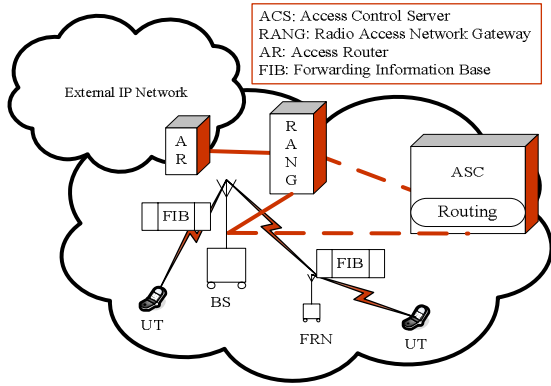 ACS: Access Control Server
RANG: Radio Access Network Gateway
AR: Access Router
FIB: Forwarding Information Base
External IP Network
A
R
R
A
N
G
ASC
Routing
FIB
FIB
BS
UT
FRN
UT